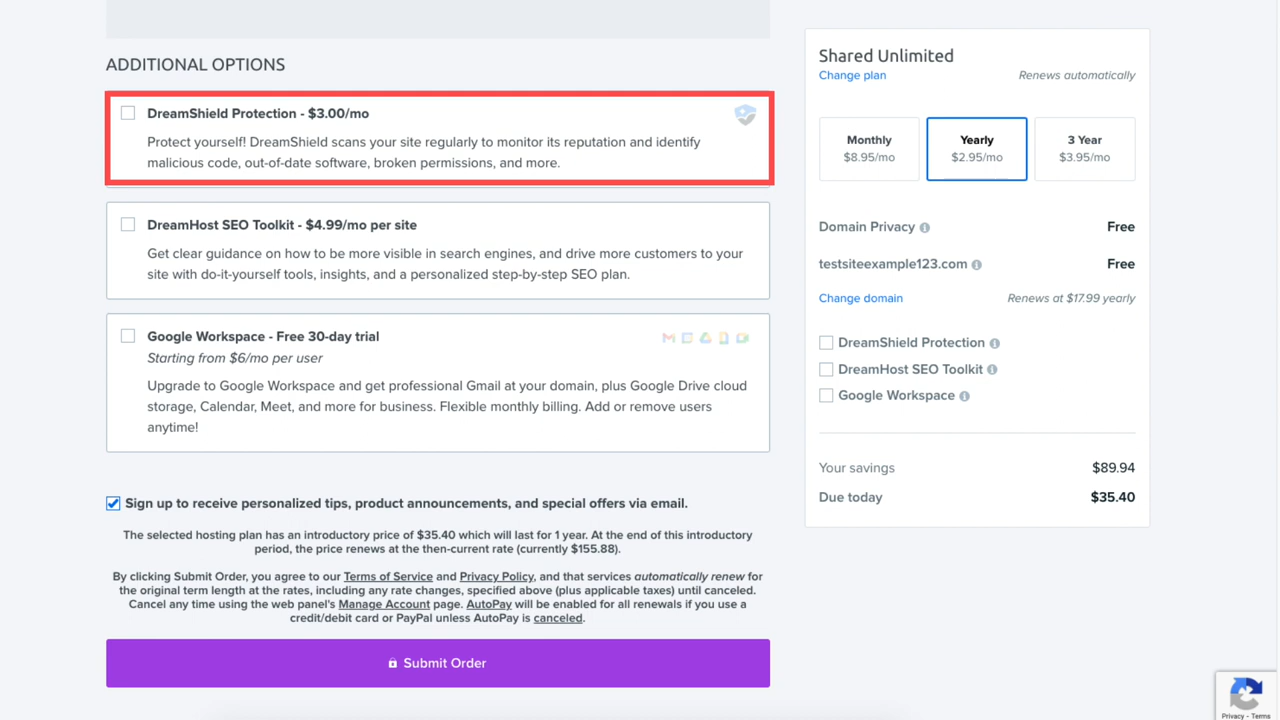 ADDITIONAL OPTIONS
DreamShield Protection - $3.00/mo
Protect yourself! DreamShield scans your site regularly to monitor its reputation and identify
malicious code, out-of-date software, broken permissions, and more.
DreamHost SEO Toolkit - $4.99/mo per site
Get clear guidance on how to be more visible in search engines, and drive more customers to your
site with do-it-yourself tools, insights, and a personalized step-by-step SEO plan.
Google Workspace - Free 30-day trial
Starting from $6/mo per user
Upgrade to Google Workspace and get professional Gmail at your domain, plus Google Drive cloud
storage, Calendar, Meet, and more for business. Flexible monthly billing. Add or remove users
anytime!
Sign up to receive personalized tips, product announcements, and special offers via email.
The selected hosting plan has an introductory price of $35.40 which will last for 1 year. At the end of this introductory
period, the price renews at the then-current rate (currently $155.88).
By clicking Submit Order, you agree to our Terms of Service and Privacy Policy, and that services automatically renew for
the original term length at the rates, including any rate changes, specified above (plus applicable taxes) until canceled.
Cancel any time using the web panel's Manage Account page. AutoPay will be enabled for all renewals if you use a
credit/debit card or PayPal unless AutoPay is canceled.
Submit Order
Shared Unlimited
Change plan Renews automatically
Monthly Yearly 3 Year
$8.95/mo $2.95/mo $3.95/mo
Domain Privacy Free
testsiteexample123.com Free
Change domain Renews at $17.99 yearly
DreamShield Protection
DreamHost SEO Toolkit
Google Workspace
Your savings $89.94
Due today $35.40
Privacy - Terms